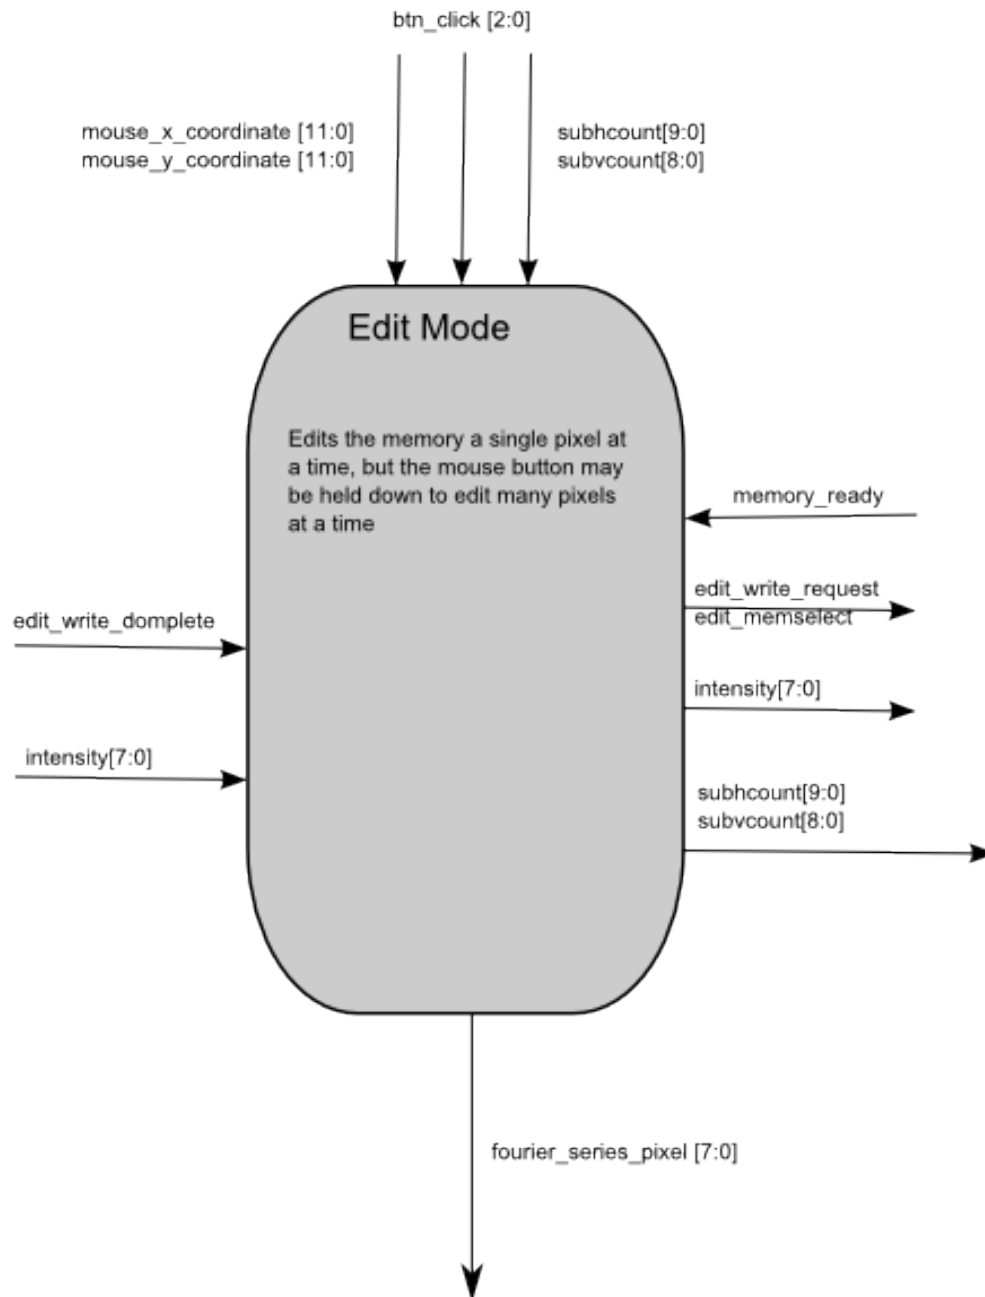 btn_click [2:0]
mouse_x_coordinate [11:0]
mouse_y_coordinate [11:0]
subhcount[9:0]
subvcount[8:0]
Edit Mode
Edits the memory a single pixel at
a time, but the mouse button may
be held down to edit many pixels
at a time
memory_ready
edit_write_request
edit_memselect
edit_write_domplete
intensity[7:0]
intensity[7:0]
subhcount[9:0]
subvcount[8:0]
fourier_series_pixel [7:0]